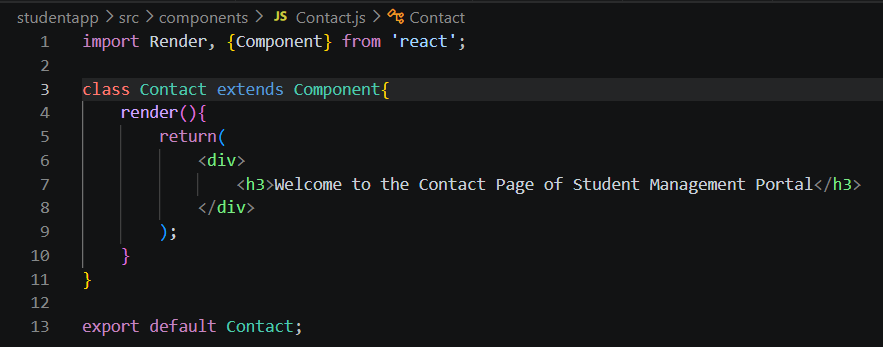 studentapp > src > components > JS Contact.js > Contact
1 import Render, {Component} from 'react';
2
3 class Contact extends Component{
4     render(){
5         return(
6             <div>
7                 <h3>Welcome to the Contact Page of Student Management Portal</h3>
8             </div>
9         );
10     }
11 }
12
13 export default Contact;